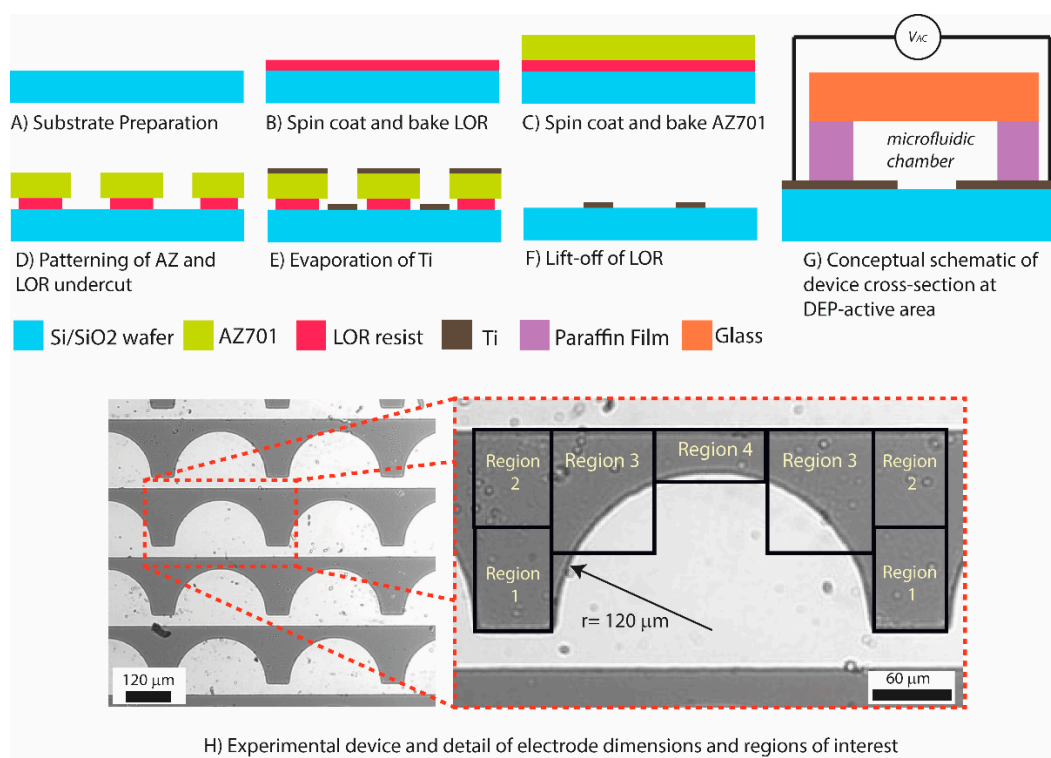 A) Substrate Preparation
B) Spin coat and bake LOR
C) Spin coat and bake AZ701
VAC
microfluidic
chamber
D) Patterning of AZ and
LOR undercut
E) Evaporation of Ti
F) Lift-off of LOR
G) Conceptual schematic of
device cross-section at
DEP-active area
Si/SiO2 wafer
AZ701
LOR resist
Ti
Paraffin Film
Glass
Region
2
Region 3
Region 4
Region 3
Region
2
Region
1
Region
1
r= 120 μm
120 μm
60 μm
H) Experimental device and detail of electrode dimensions and regions of interest